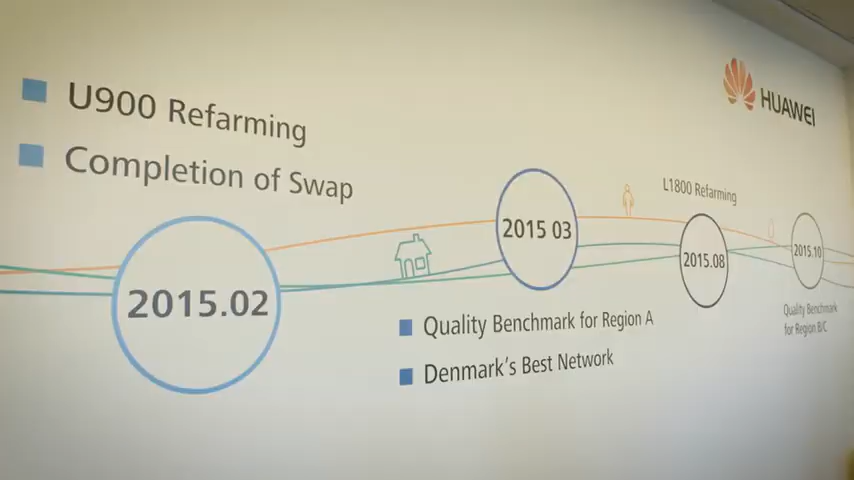 U900 Refarming
Completion of Swap
2015.02
2015 03
Quality Benchmark for Region A
Denmark's Best Network
L1800 Refarming
2015.08
2015.10
Quality Benchmark
for Region B/C
HUAWEI